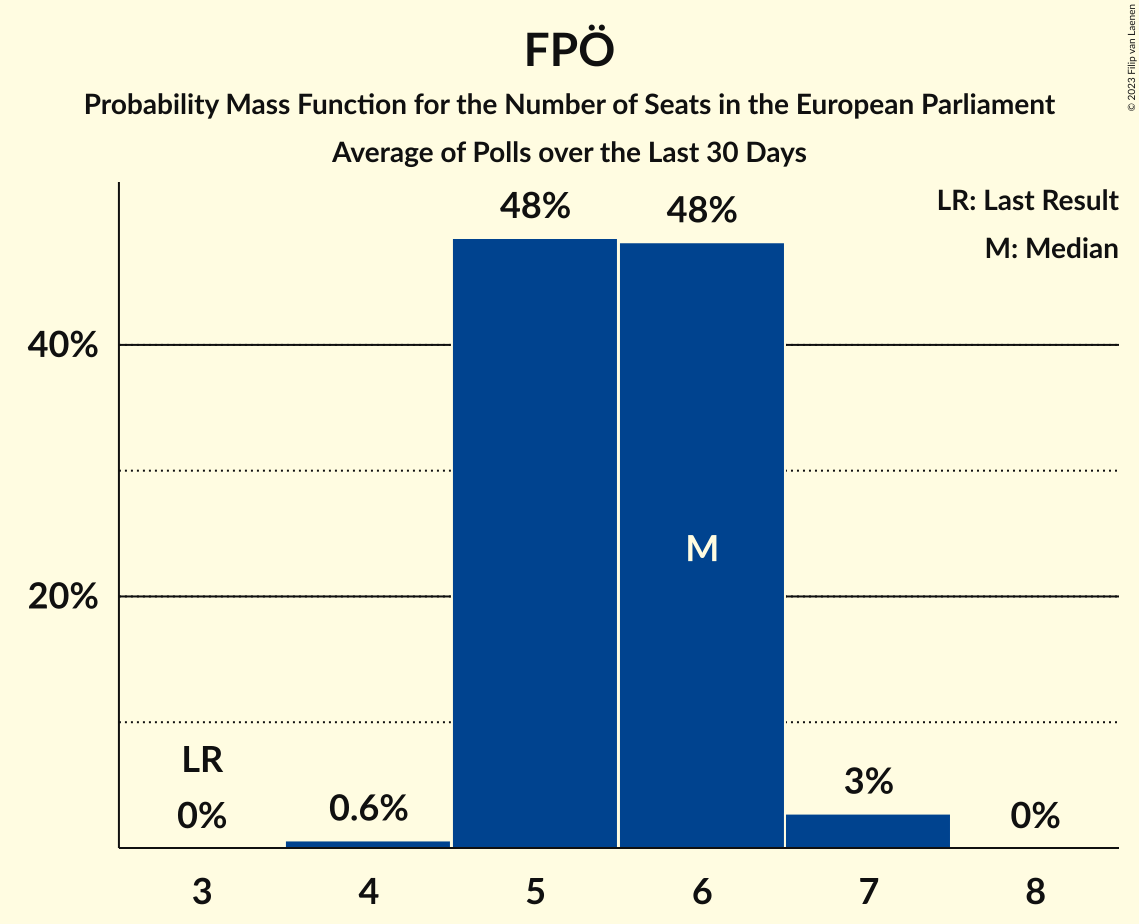 FPÖ
Probability Mass Function for the Number of Seats in the European Parliament
Average of Polls over the Last 30 Days
© 2023 Filip van Laenen
LR: Last Result
M: Median
48%
48%
40%
M
20%
LR
0%
0.6%
3%
0%
3
4
5
6
7
8